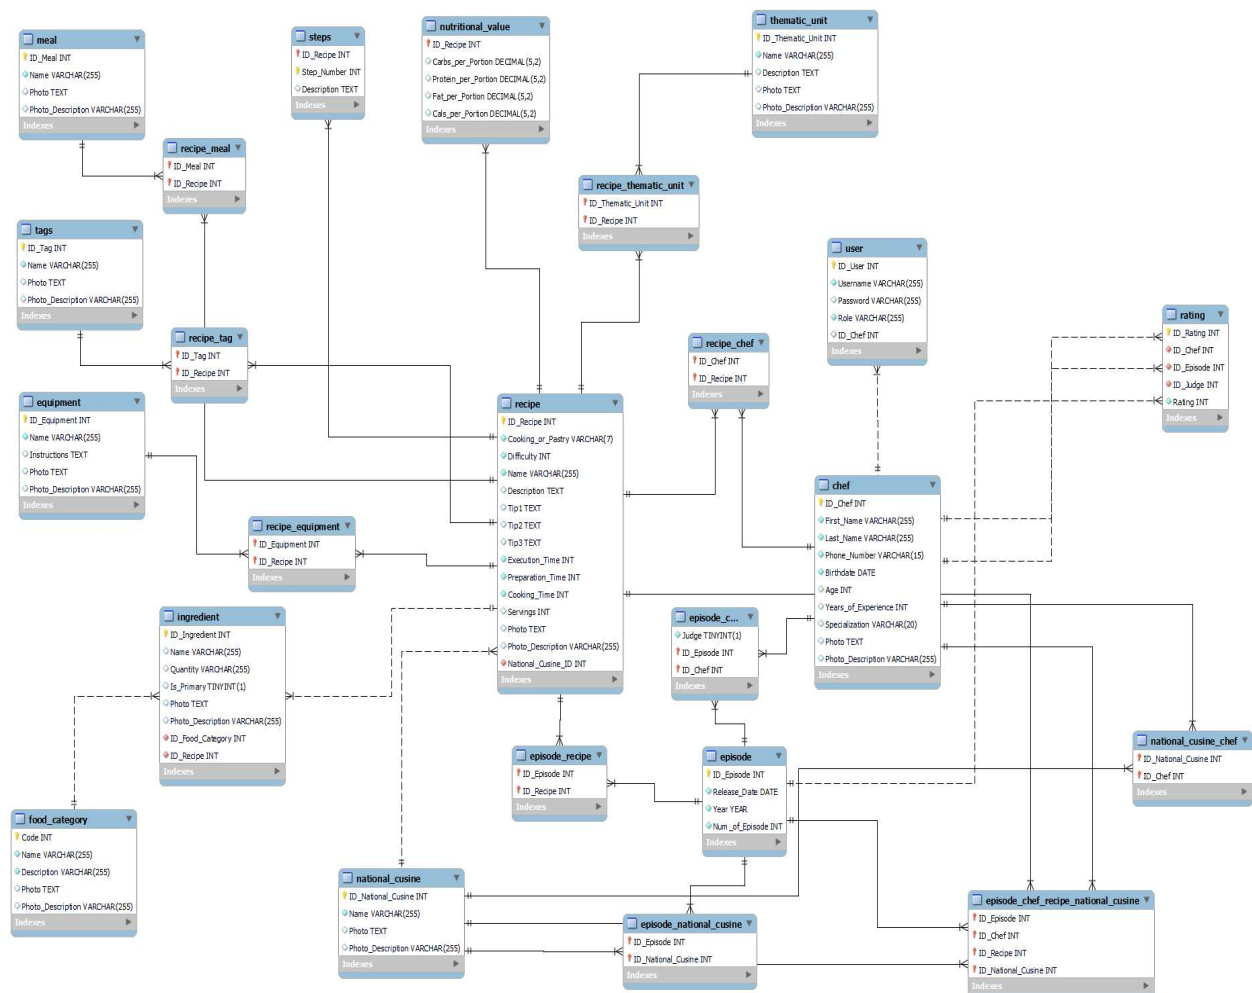 meal
ID_Meal INT
Name VARCHAR(255)
Photo TEXT
Photo_Description VARCHAR(255)
Indexes
steps
ID_Recipe INT
Step_Number INT
Description TEXT
Indexes
nutritional_value
ID_Recipe INT
Carbs_per_Portion DECIMAL(5,2)
Protein_per_Portion DECIMAL(5,2)
Fat_per_Portion DECIMAL(5,2)
Cals_per_Portion DECIMAL(5,2)
Indexes
thematic_unit
ID_Thematic_Unit INT
Name VARCHAR(255)
Description TEXT
Photo TEXT
Photo_Description VARCHAR(255)
Indexes
recipe_meal
ID_Meal INT
ID_Recipe INT
Indexes
recipe_thematic_unit
ID_Thematic_Unit INT
ID_Recipe INT
Indexes
tags
ID_Tag INT
Name VARCHAR(255)
Photo TEXT
Photo_Description VARCHAR(255)
Indexes
user
ID_User INT
Username VARCHAR(255)
Password VARCHAR(255)
Role VARCHAR(255)
ID_Chef INT
Indexes
rating
ID_Rating INT
ID_Chef INT
ID_Episode INT
ID_Judge INT
Rating INT
Indexes
recipe_tag
ID_Tag INT
ID_Recipe INT
Indexes
recipe_chef
ID_Chef INT
ID_Recipe INT
Indexes
equipment
ID_Equipment INT
Name VARCHAR(255)
Instructions TEXT
Photo TEXT
Photo_Description VARCHAR(255)
Indexes
recipe
ID_Recipe INT
Cooking_or_Pastry VARCHAR(7)
Difficulty INT
Name VARCHAR(255)
Description TEXT
Tip1 TEXT
Tip2 TEXT
Tip3 TEXT
Execution_Time INT
Preparation_Time INT
Cooking_Time INT
Servings INT
Photo TEXT
Photo_Description VARCHAR(255)
National_Cusine_ID INT
Indexes
chef
ID_Chef INT
First_Name VARCHAR(255)
Last_Name VARCHAR(255)
Phone_Number VARCHAR(15)
Birthdate DATE
Age INT
Years_of_Experience INT
Specialization VARCHAR(20)
Photo TEXT
Photo_Description VARCHAR(255)
Indexes
recipe_equipment
ID_Equipment INT
ID_Recipe INT
Indexes
ingredient
ID_Ingredient INT
Name VARCHAR(255)
Quantity VARCHAR(255)
Is_Primary TINYINT(1)
Photo TEXT
Photo_Description VARCHAR(255)
ID_Food_Category INT
ID_Recipe INT
Indexes
episode_c...
Judge TINYINT(1)
ID_Episode INT
ID_Chef INT
Indexes
episode_recipe
ID_Episode INT
ID_Recipe INT
Indexes
episode
ID_Episode INT
Release_Date DATE
Year YEAR
Num_of_Episode INT
Indexes
national_cusine_chef
ID_National_Cusine INT
ID_Chef INT
Indexes
food_category
Code INT
Name VARCHAR(255)
Description VARCHAR(255)
Photo TEXT
Photo_Description VARCHAR(255)
Indexes
national_cusine
ID_National_Cusine INT
Name VARCHAR(255)
Photo TEXT
Photo_Description VARCHAR(255)
Indexes
episode_national_cusine
ID_Episode INT
ID_National_Cusine INT
Indexes
episode_chef_recipe_national_cusine
ID_Episode INT
ID_Chef INT
ID_Recipe INT
ID_National_Cusine INT
Indexes